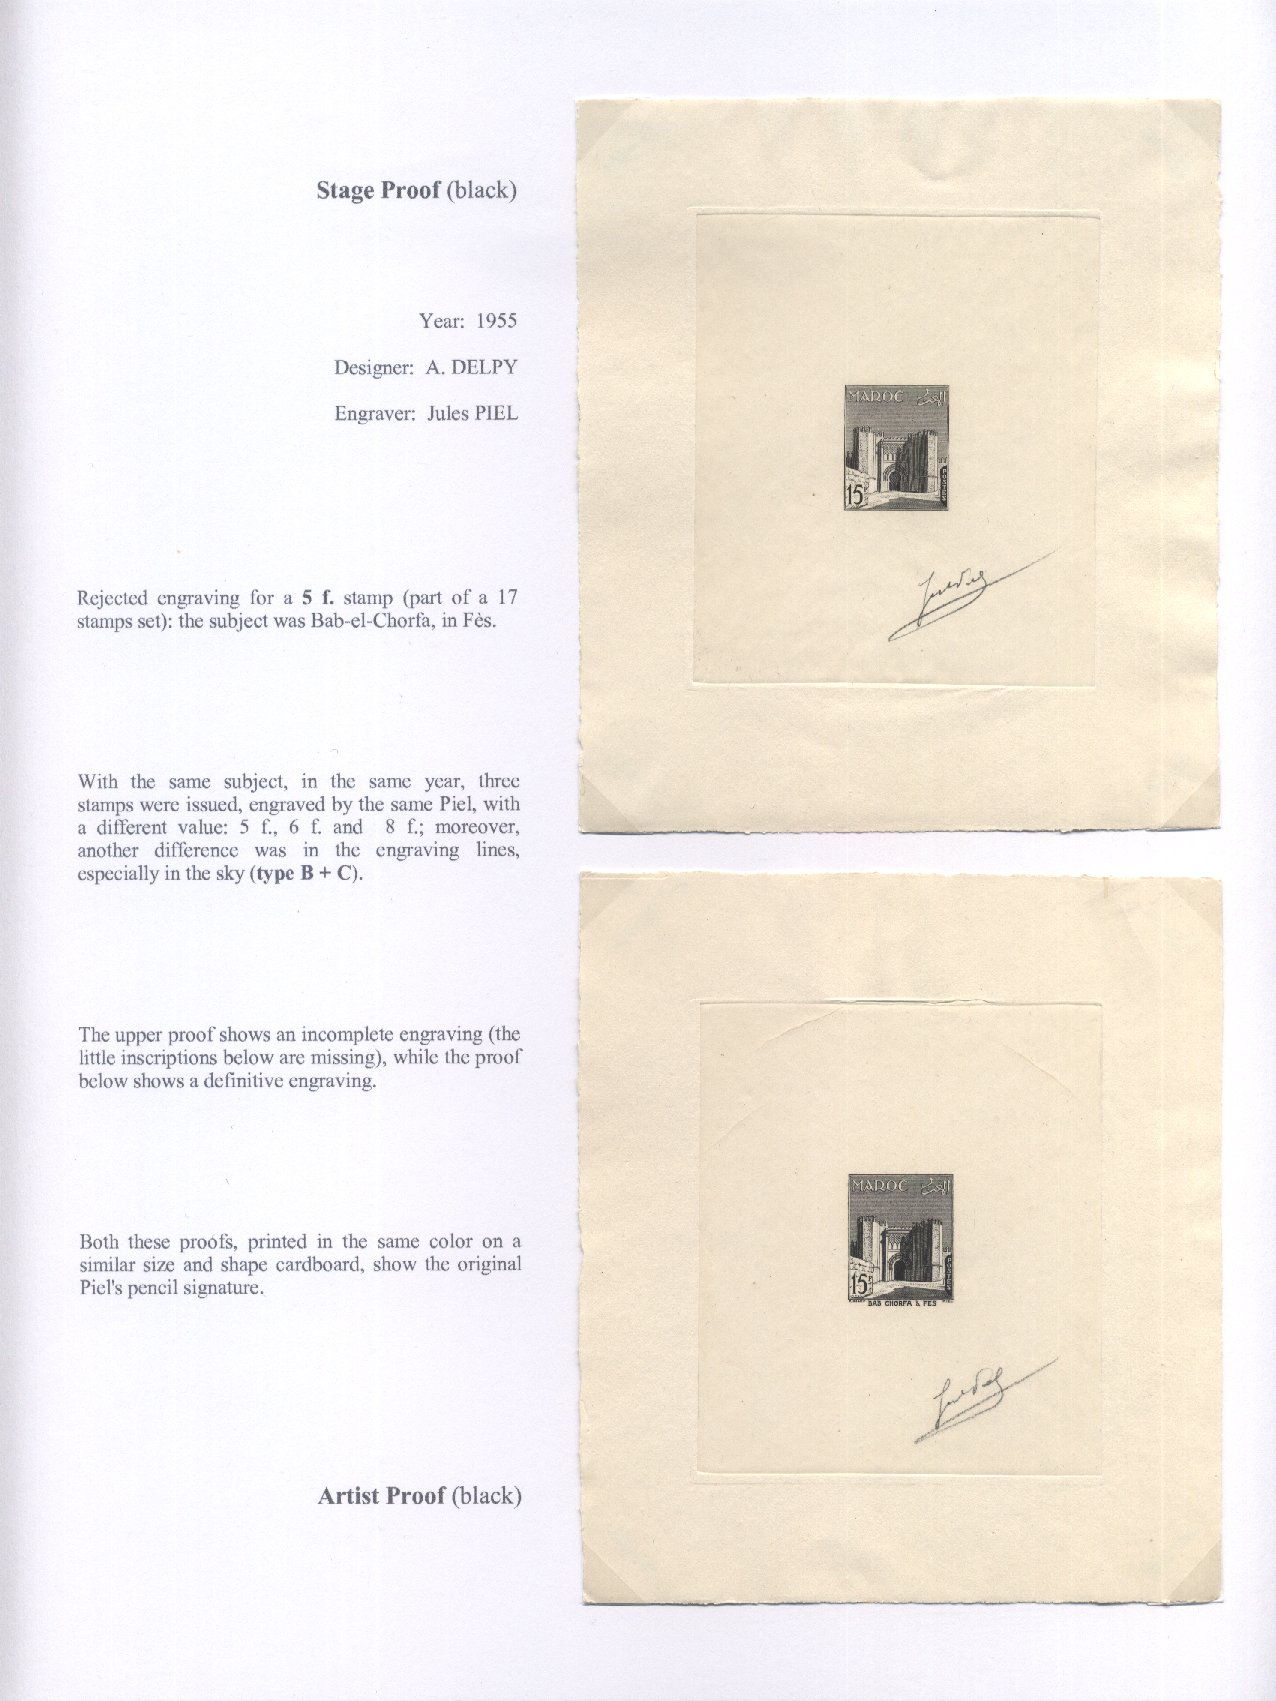 Stage Proof (black)
Year: 1955
Designer: A. DELPY
Engraver: Jules PIEL
Rejected engraving for a 5 f. stamp (part of a 17
stamps set): the subject was Bab-el-Chorfa, in Fès.
With the same subject, in the same year, three
stamps were issued, engraved by the same Piel, with
a different value: 5 f., 6 f. and 8 f.; moreover,
another difference was in the engraving lines,
especially in the sky (type B + C).
The upper proof shows an incomplete engraving (the
little inscriptions below are missing), while the proof
below shows a definitive engraving.
Both these proofs, printed in the same color on a
similar size and shape cardboard, show the original
Piel's pencil signature.
Artist Proof (black)
MAROC المغرب
POSTES
15F
MAROC المغرب
POSTES
15F
BAB CHORFA À FES